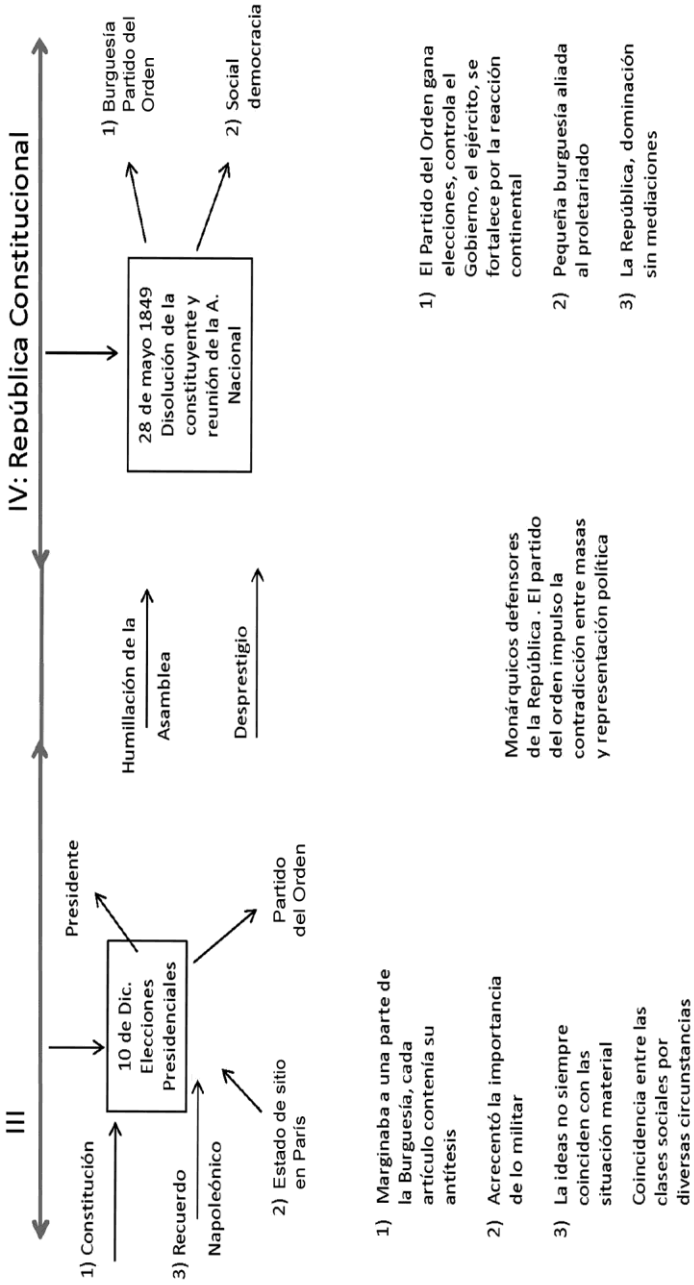 III
IV: República Constitucional
1) Constitución
3) Recuerdo
Napoleónico
2) Estado de sitio
en París
10 de Dic.
Elecciones
Presidenciales
Presidente
Partido
del Orden
Humillación de la
Asamblea
Desprestigio
28 de mayo 1849
Disolución de la
constituyente y
reunión de la A.
Nacional
1) Burguesía
Partido del
Orden
2) Social
democracia
1) Marginaba a una parte de
la Burguesía, cada
artículo contenía su
antítesis
2) Acrecentó la importancia
de lo militar
3) La ideas no siempre
coinciden con las
situación material
Coincidencia entre las
clases sociales por
diversas circunstancias
Monárquicos defensores
de la República . El partido
del orden impulso la
contradicción entre masas
y representación política
1) El Partido del Orden gana
elecciones, controla el
Gobierno, el ejército, se
fortalece por la reacción
continental
2) Pequeña burguesía aliada
al proletariado
3) La República, dominación
sin mediaciones